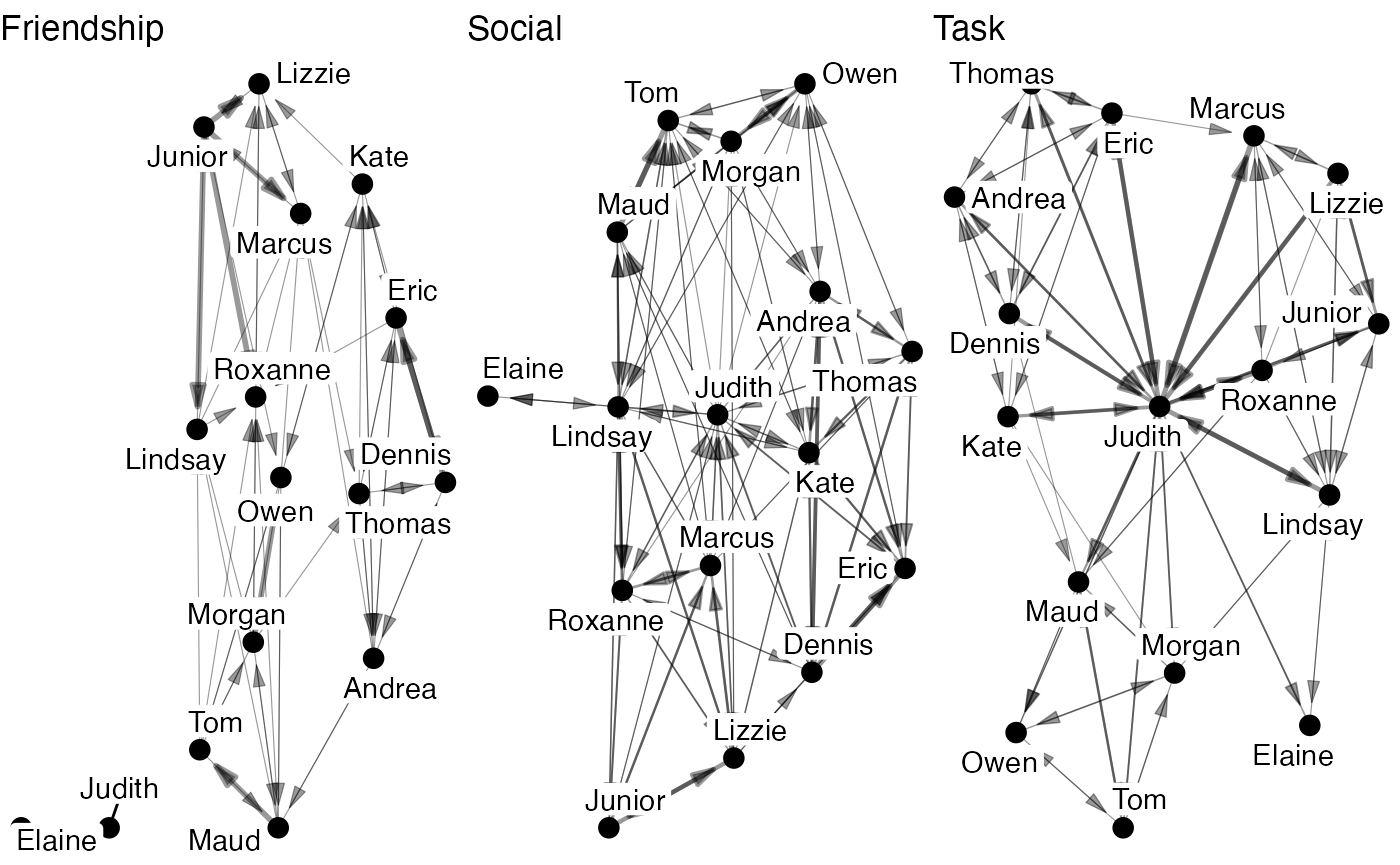 Friendship
Lizzie
Junior
Kate
Marcus
Eric
Roxanne
Dennis
Lindsay
Owen
Thomas
Morgan
Andrea
Tom
Judith
Elaine
Maud
Social
Owen
Tom
Morgan
Maud
Andrea
Elaine
Judith
Thomas
Lindsay
Kate
Marcus
Eric
Roxanne
Dennis
Lizzie
Junior
Task
Thomas
Marcus
Eric
Andrea
Lizzie
Junior
Dennis
Roxanne
Kate
Judith
Lindsay
Maud
Morgan
Owen
Elaine
Tom